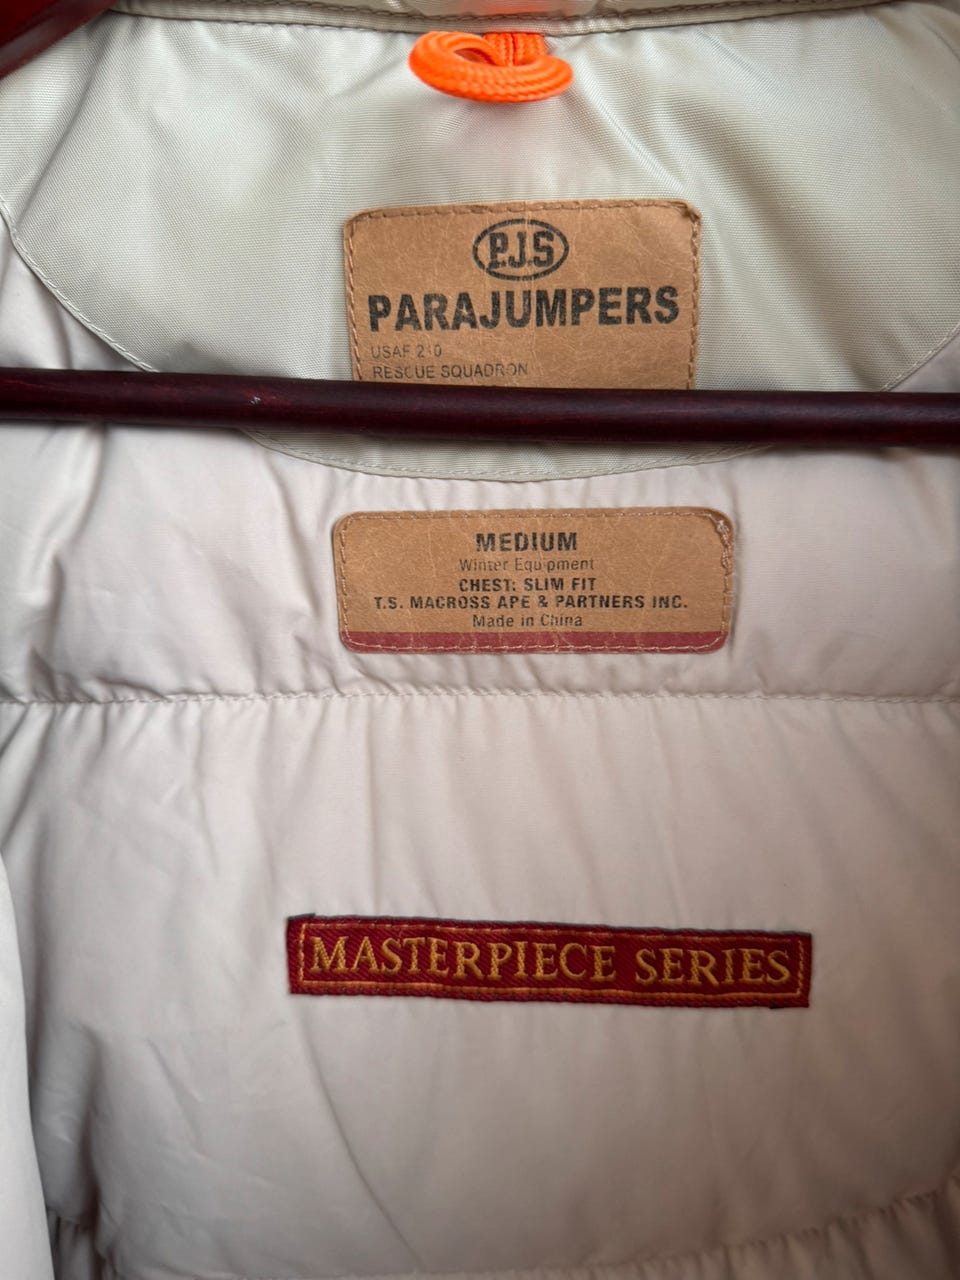 P.J.S
PARAJUMPERS
USAF 210
RESCUE SQUADRON
MEDIUM
Winter Equipment
CHEST: SLIM FIT
T.S. MACROSS APE & PARTNERS INC.
Made in China
MASTERPIECE SERIES